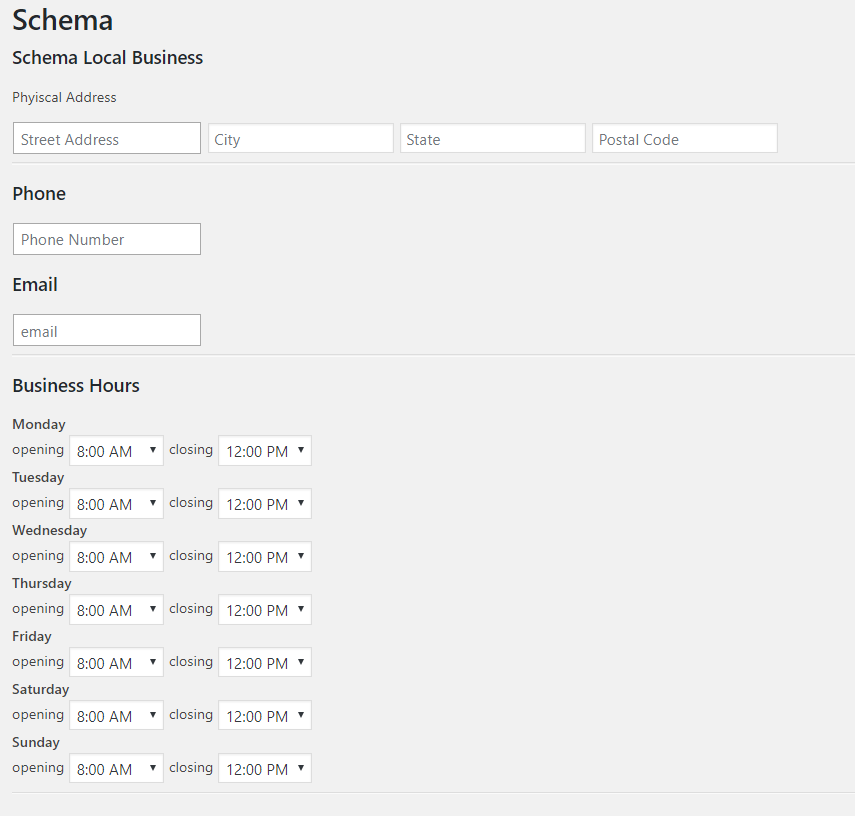 Schema
Schema Local Business
Phyiscal Address
Street Address City State Postal Code
Phone
Phone Number
Email
email
Business Hours
Monday
opening 8:00 AM closing 12:00 PM
Tuesday
opening 8:00 AM closing 12:00 PM
Wednesday
opening 8:00 AM closing 12:00 PM
Thursday
opening 8:00 AM closing 12:00 PM
Friday
opening 8:00 AM closing 12:00 PM
Saturday
opening 8:00 AM closing 12:00 PM
Sunday
opening 8:00 AM closing 12:00 PM